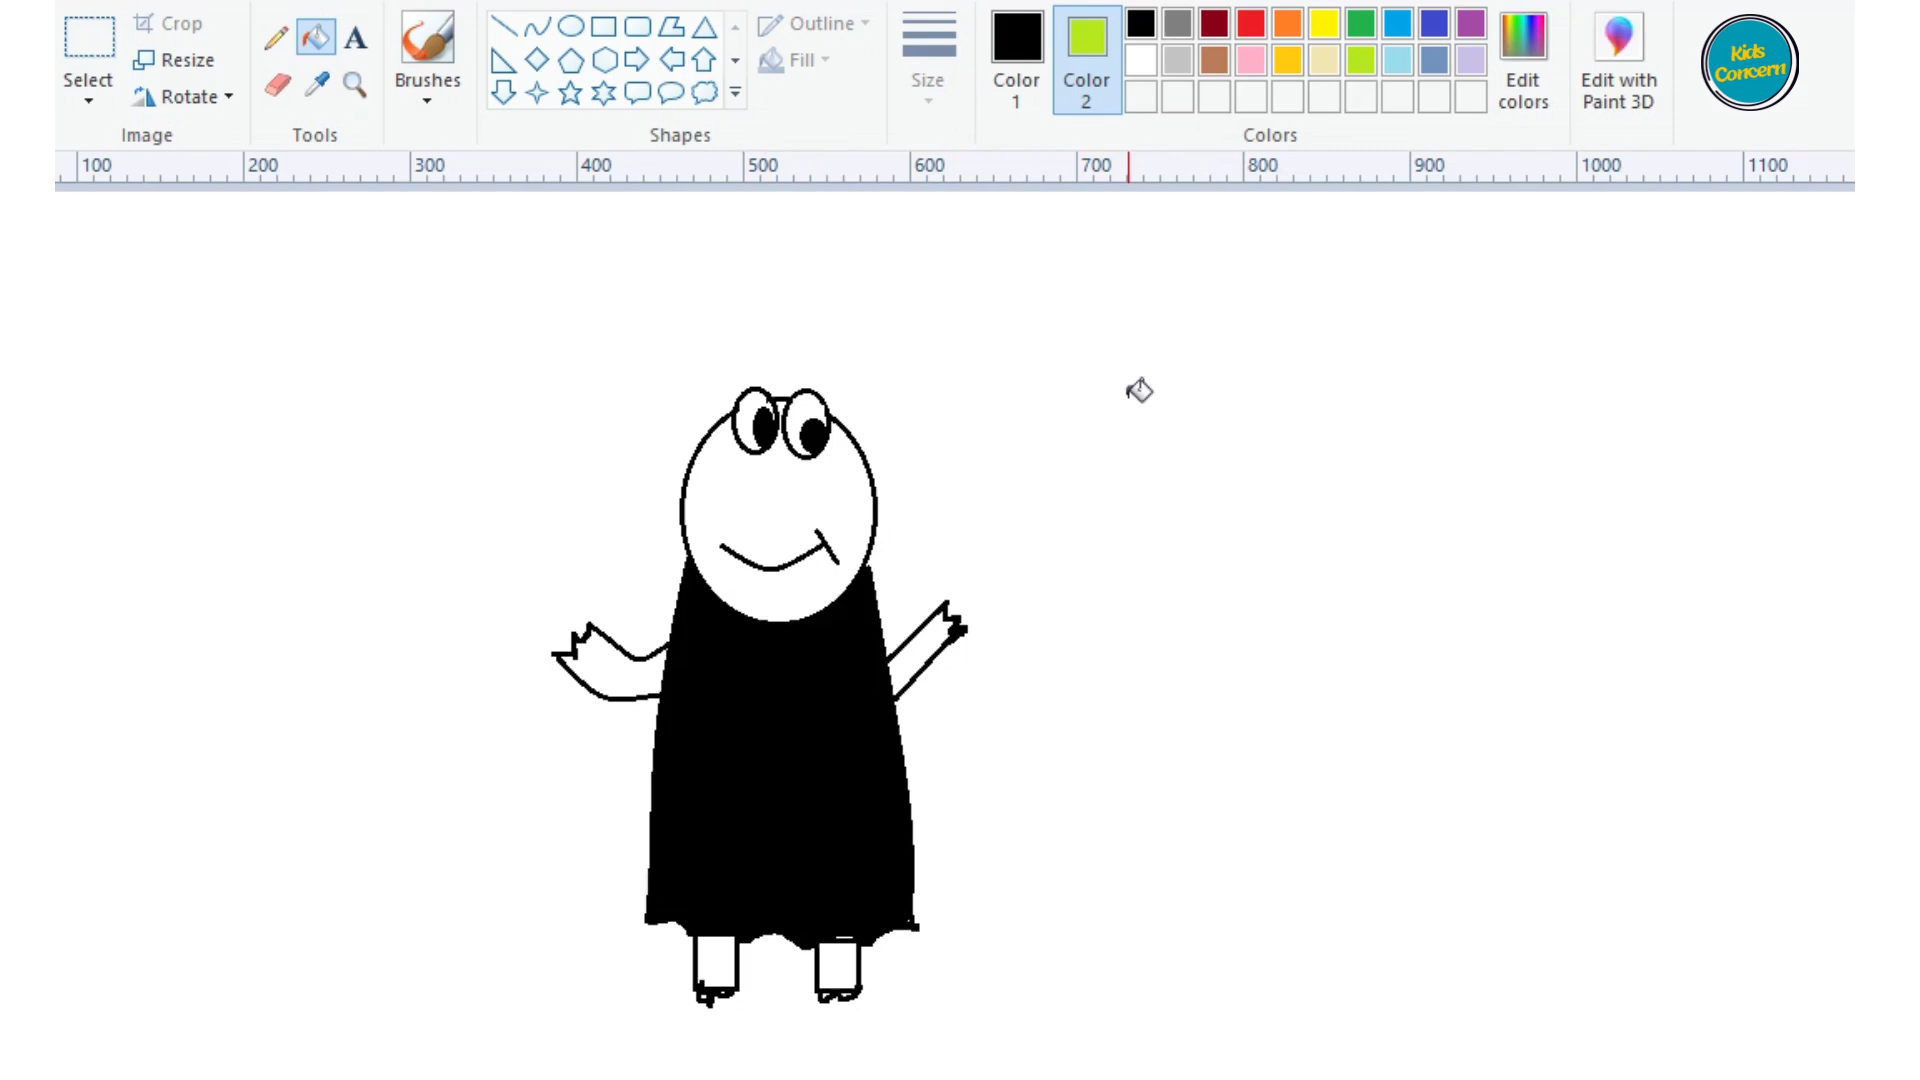 Crop
Outline
Resize
Fill
Select
Rotate
Brushes
Size
Color
1
Color
2
Edit
colors
Edit with
Paint 3D
Image
Tools
Shapes
Colors
100 200 300 400 500 600 700 800 900 1000 1100
Kids
Concern
A